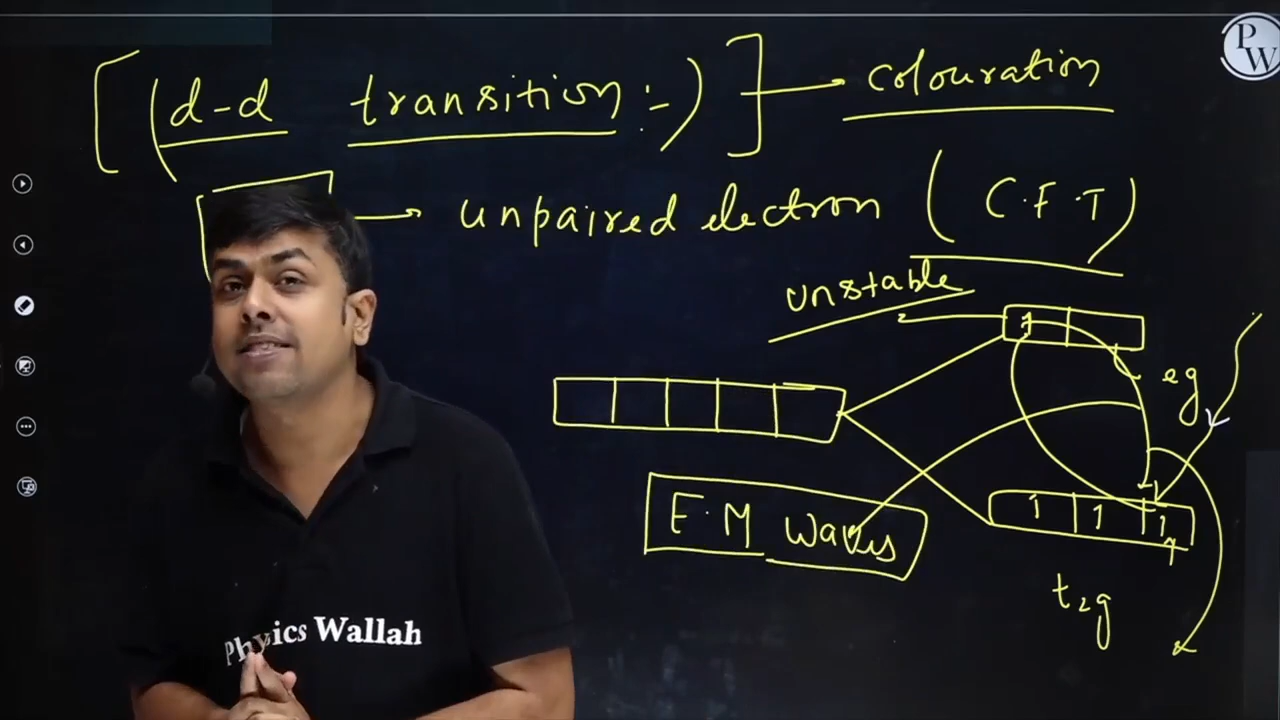 [(d-d transition :-)] → colouration
→ unpaired electron (C.F.T)
unstable
1
eg
E.M waves
1 1 1
t2g
Physics Wallah
PW